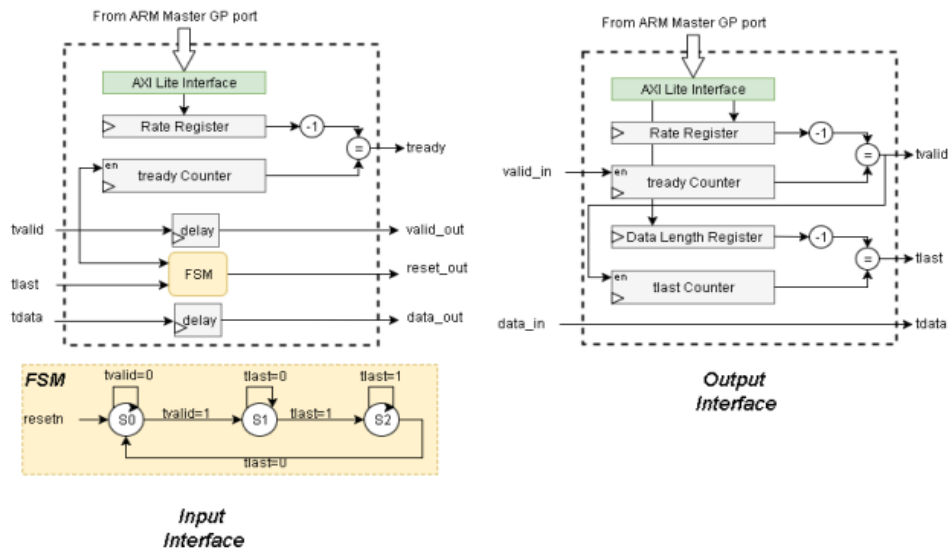 From ARM Master GP port
AXI Lite Interface
Rate Register
-1
=
tready
en
tready Counter
tvalid
delay
valid_out
FSM
reset_out
tlast
tdata
delay
data_out
FSM
tvalid=0
tlast=0
tlast=1
resetn
S0
tvalid=1
S1
tlast=1
S2
tlast=0
Input
Interface
From ARM Master GP port
AXI Lite Interface
Rate Register
-1
=
tvalid
valid_in
en
tready Counter
Data Length Register
-1
=
tlast
en
tlast Counter
data_in
tdata
Output
Interface